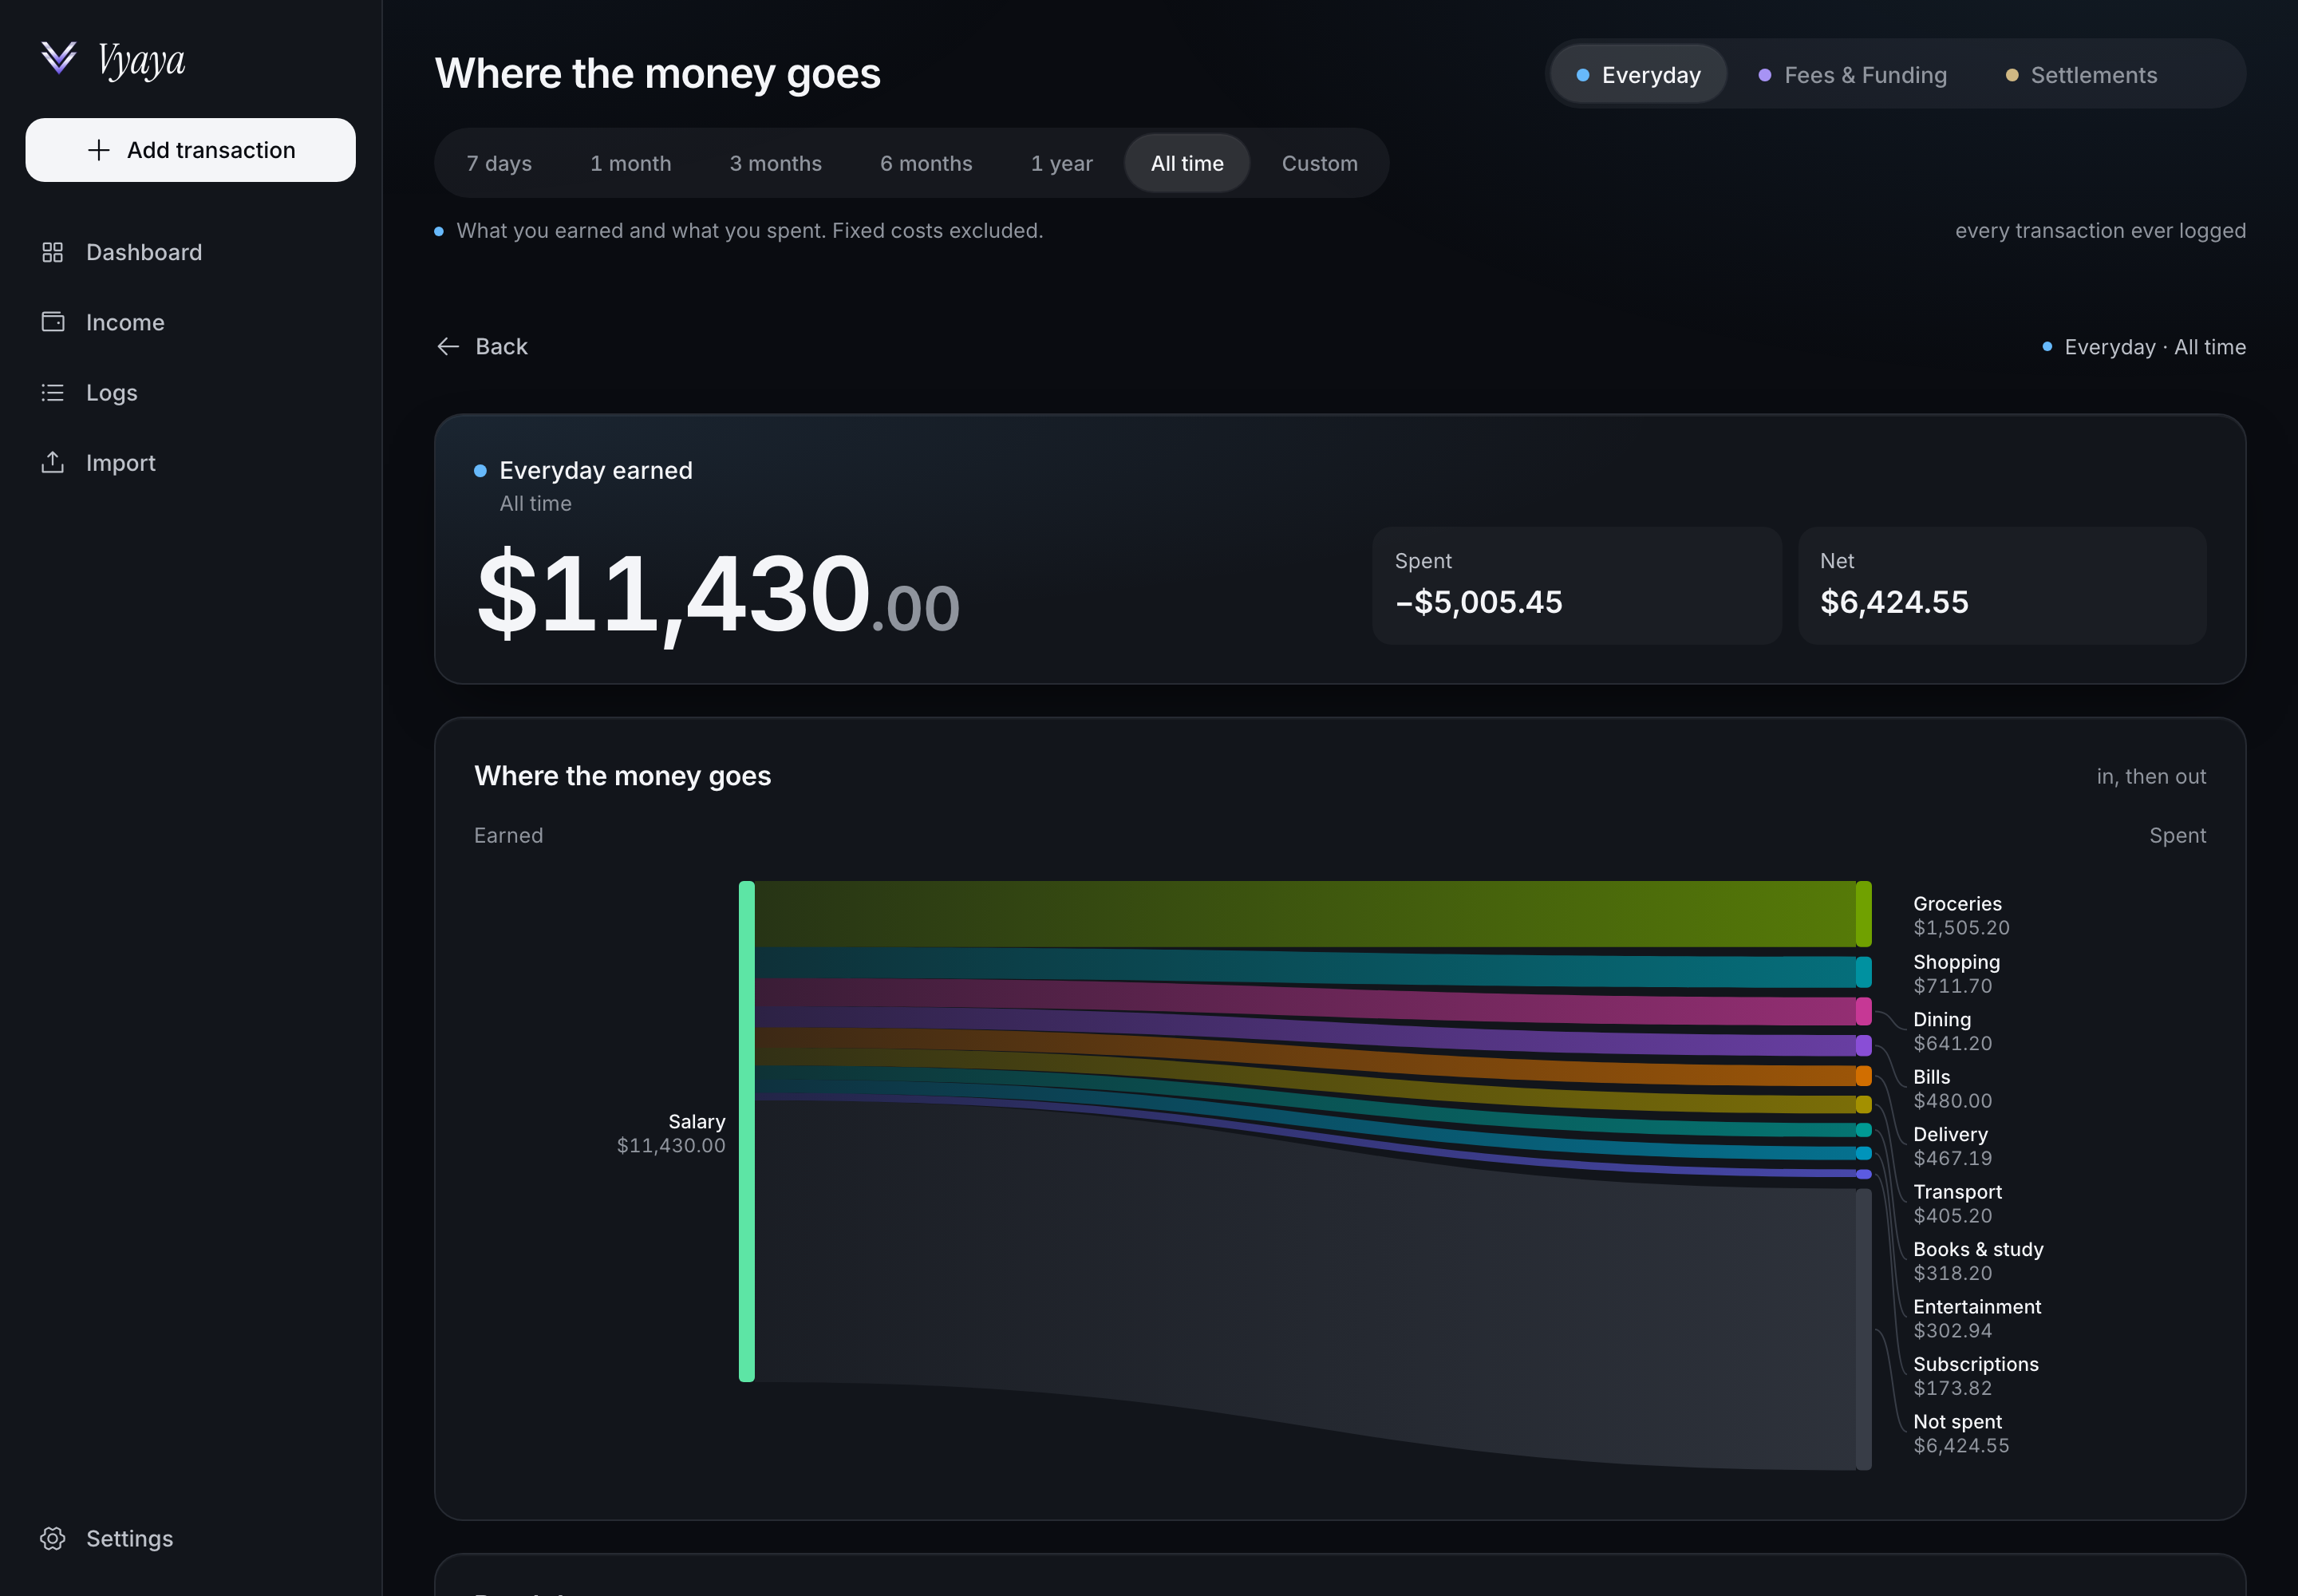 Vyaya
Add transaction
Dashboard
Income
Logs
Import
Settings
Where the money goes
Everyday
Fees & Funding
Settlements
7 days
1 month
3 months
6 months
1 year
All time
Custom
What you earned and what you spent. Fixed costs excluded.
every transaction ever logged
Back
Everyday · All time
Everyday earned
All time
$11,430.00
Spent
−$5,005.45
Net
$6,424.55
Where the money goes
in, then out
Earned
Spent
Salary
$11,430.00
Groceries
$1,505.20
Shopping
$711.70
Dining
$641.20
Bills
$480.00
Delivery
$467.19
Transport
$405.20
Books & study
$318.20
Entertainment
$302.94
Subscriptions
$173.82
Not spent
$6,424.55